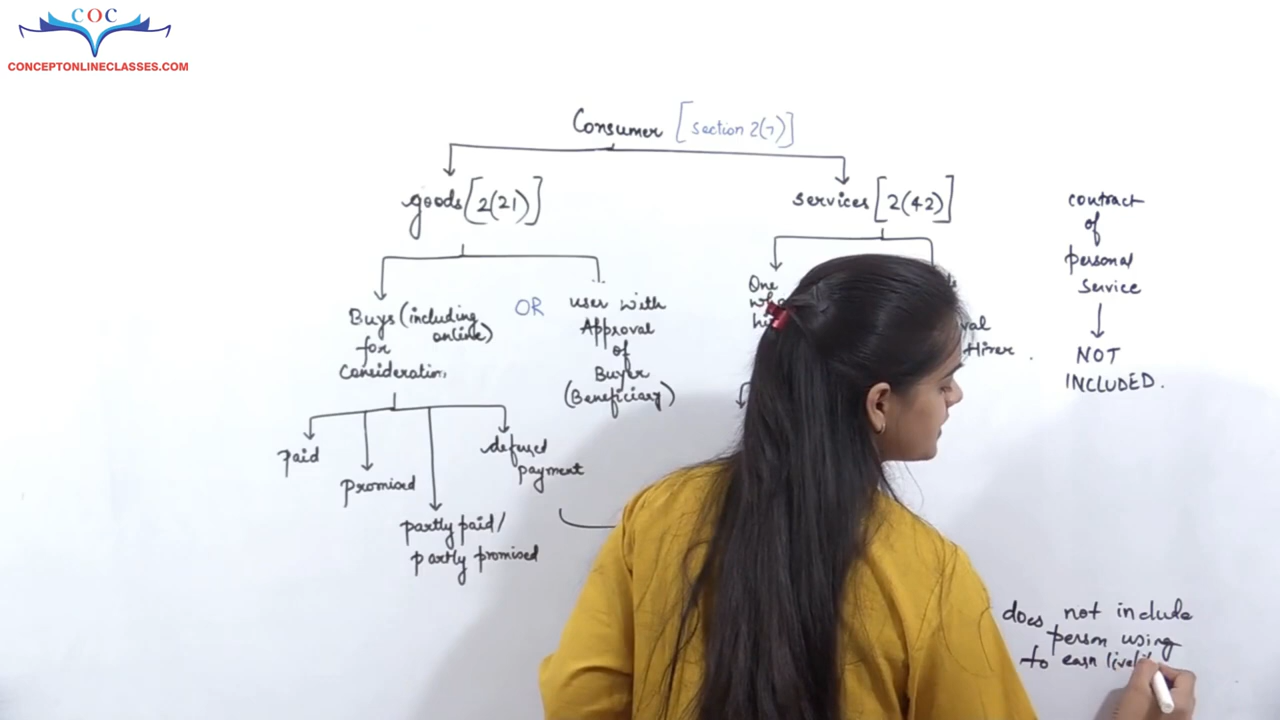 COC
CONCEPTONLINECLASSES.COM
Consumer [section 2(7)]
goods [2(21)]
services [2(42)]
Buys (including
online)
for
Consideration
OR
user with
Approval
of
Buyer
(Beneficiary)
One
Hirer.
paid
promised
partly paid/
partly promised
defered
payment
contract
of
personal
service
NOT
INCLUDED.
does not include
person using
to earn